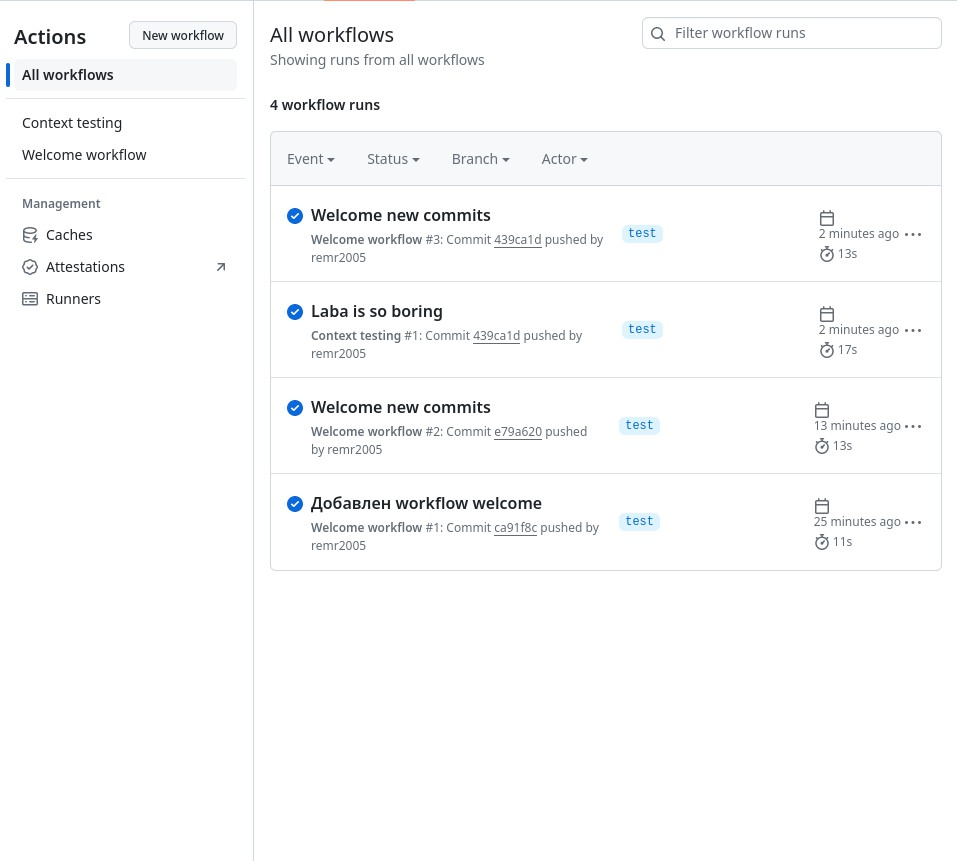 Actions
New workflow
All workflows
Context testing
Welcome workflow
Management
Caches
Attestations
Runners
All workflows
Showing runs from all workflows
Filter workflow runs
4 workflow runs
Event Status Branch Actor
Welcome new commits
Welcome workflow #3: Commit 439ca1d pushed by
remr2005
test
2 minutes ago
13s
Laba is so boring
Context testing #1: Commit 439ca1d pushed by
remr2005
test
2 minutes ago
17s
Welcome new commits
Welcome workflow #2: Commit e79a620 pushed
by remr2005
test
13 minutes ago
13s
Добавлен workflow welcome
Welcome workflow #1: Commit ca91f8c pushed by
remr2005
test
25 minutes ago
11s